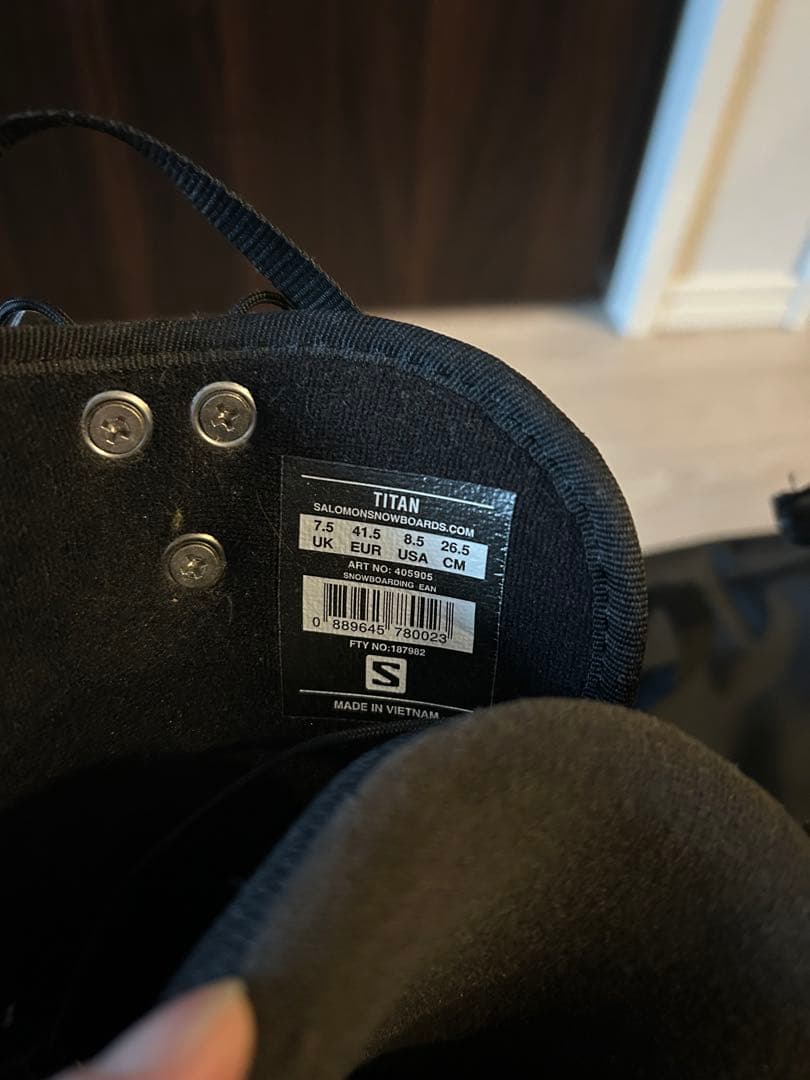 TITAN
SALOMONSNOWBOARDS.COM
7.5 41.5 8.5 26.5
UK EUR USA CM
ART NO: 405905
SNOWBOARDING EAN
0 889645 780023
FTY NO:187982
S
MADE IN VIETNAM